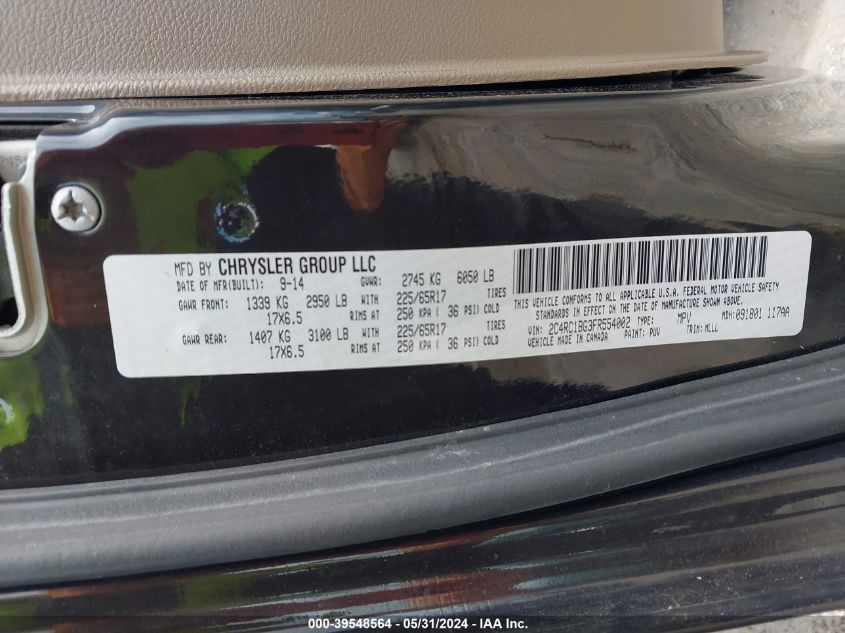 MFD BY CHRYSLER GROUP LLC
DATE OF MFR(BUILT): 9-14 GVWR: 2745 KG 6050 LB
GAWR FRONT: 1339 KG 2950 LB WITH 225/65R17 TIRES
17X6.5 RIMS AT 250 KPA ( 36 PSI) COLD
GAWR REAR: 1407 KG 3100 LB WITH 225/65R17 TIRES
17X6.5 RIMS AT 250 KPA ( 36 PSI) COLD
THIS VEHICLE CONFORMS TO ALL APPLICABLE U.S.A. FEDERAL MOTOR VEHICLE SAFETY
STANDARDS IN EFFECT ON THE DATE OF MANUFACTURE SHOWN ABOVE.
VIN: 2C4RC1BG3FR554002 TYPE: MPV MDH: 091801 117AA
VEHICLE MADE IN CANADA PAINT: PUV TRIM: MLLL
000-39548564 - 05/31/2024 - IAA Inc.